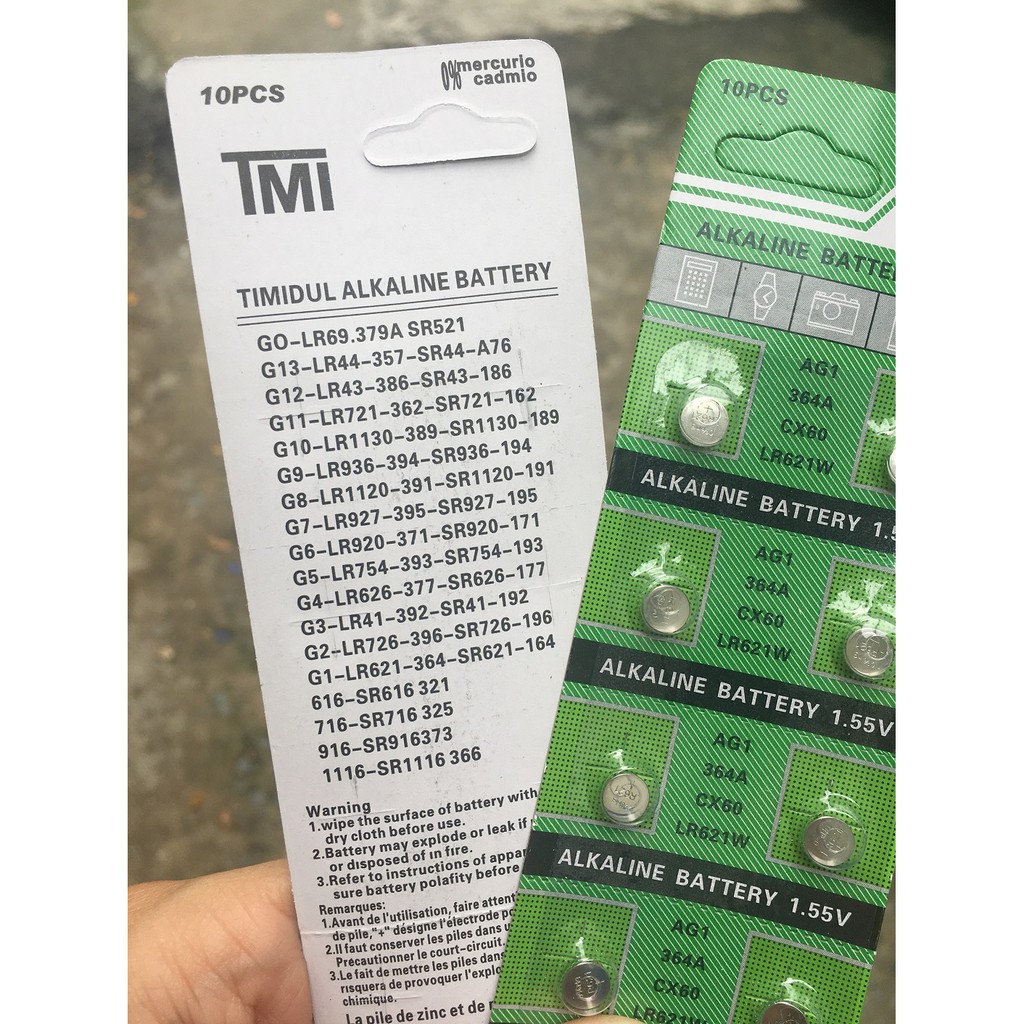 10PCS
0% mercurio
cadmio
TMI
TIMIDUL ALKALINE BATTERY
GO-LR69.379A SR521
G13-LR44-357-SR44-A76
G12-LR43-386-SR43-186
G11-LR721-362-SR721-162
G10-LR1130-389-SR1130-189
G9-LR936-394-SR936-194
G8-LR1120-391-SR1120-191
G7-LR927-395-SR927-195
G6-LR920-371-SR920-171
G5-LR754-393-SR754-193
G4-LR626-377-SR626-177
G3-LR41-392-SR41-192
G2-LR726-396-SR726-196
G1-LR621-364-SR621-164
616-SR616 321
716-SR716 325
916-SR916373
1116-SR1116 366
Warning
1.wipe the surface of battery with
dry cloth before use.
2.Battery may explode or leak if
or disposed of in fire.
3.Refer to instructions of appar
sure battery polafity before
Remarques:
1.Avant de l'utilisation, faire attent
de pile,"+" désigne l'électrode po
2.Il faut conserver les piles dans u
Précautionner le court-circuit.
3.Le fait de mettre les piles dans
risquera de provoquer l'explo
chimique.
La pile de zinc et de
10PCS
ALKALINE BATTE
AG1
364A
CX60
LR621W
ALKALINE BATTERY 1.5
AG1
364A
CX60
LR621W
ALKALINE BATTERY 1.55V
AG1
364A
CX60
LR621W
ALKALINE BATTERY 1.55V
AG1
364A
CX60
LR621W